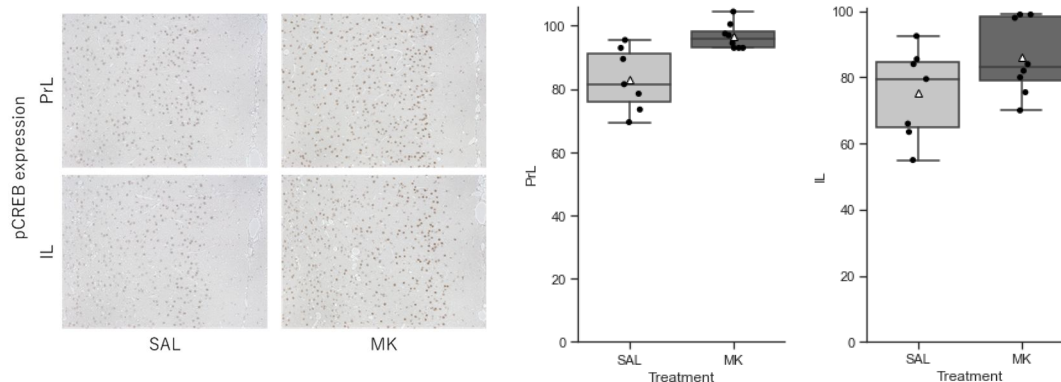 pCREB expression
PrL
IL
SAL
MK
PrL
100
80
60
40
20
0
SAL
MK
Treatment
IL
100
80
60
40
20
0
SAL
MK
Treatment